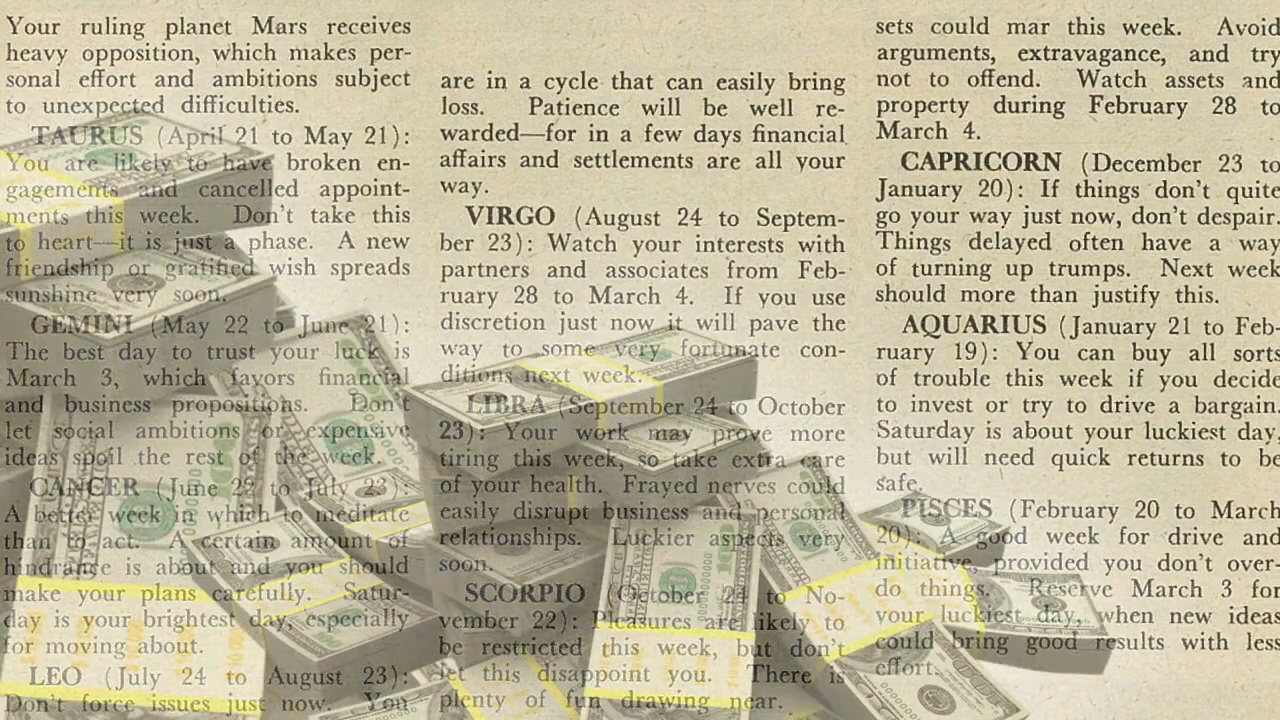 Your ruling planet Mars receives
heavy opposition, which makes per-
sonal effort and ambitions subject
to unexpected difficulties.
TAURUS (April 21 to May 21):
You are likely to have broken en-
gagements and cancelled appoint-
ments this week. Don't take this
to heart—it is just a phase. A new
friendship or gratified wish spreads
sunshine very soon.
GEMINI (May 22 to June 21):
The best day to trust your luck is
March 3, which favors financial
and business propositions. Don't
let social ambitions or expensive
ideas spoil the rest of the week.
CANCER (June 22 to July 23):
A better week in which to meditate
than to act. A certain amount of
hindrance is about and you should
make your plans carefully. Satur-
day is your brightest day, especially
for moving about.
LEO (July 24 to August 23):
Don't force issues just now. You
are in a cycle that can easily bring
loss. Patience will be well re-
warded—for in a few days financial
affairs and settlements are all your
way.
VIRGO (August 24 to Septem-
ber 23): Watch your interests with
partners and associates from Feb-
ruary 28 to March 4. If you use
discretion just now it will pave the
way to some very fortunate con-
ditions next week.
LIBRA (September 24 to October
23): Your work may prove more
tiring this week, so take extra care
of your health. Frayed nerves could
easily disrupt business and personal
relationships. Luckier aspects very
soon.
SCORPIO (October 24 to No-
vember 22): Pleasures are likely to
be restricted this week, but don't
let this disappoint you. There is
plenty of fun drawing near.
sets could mar this week. Avoid
arguments, extravagance, and try
not to offend. Watch assets and
property during February 28 to
March 4.
CAPRICORN (December 23 to
January 20): If things don't quite
go your way just now, don't despair.
Things delayed often have a way
of turning up trumps. Next week
should more than justify this.
AQUARIUS (January 21 to Feb-
ruary 19): You can buy all sorts
of trouble this week if you decide
to invest or try to drive a bargain.
Saturday is about your luckiest day,
but will need quick returns to be
safe.
PISCES (February 20 to March
20): A good week for drive and
initiative, provided you don't over-
do things. Reserve March 3 for
your luckiest day, when new ideas
could bring good results with less
effort.